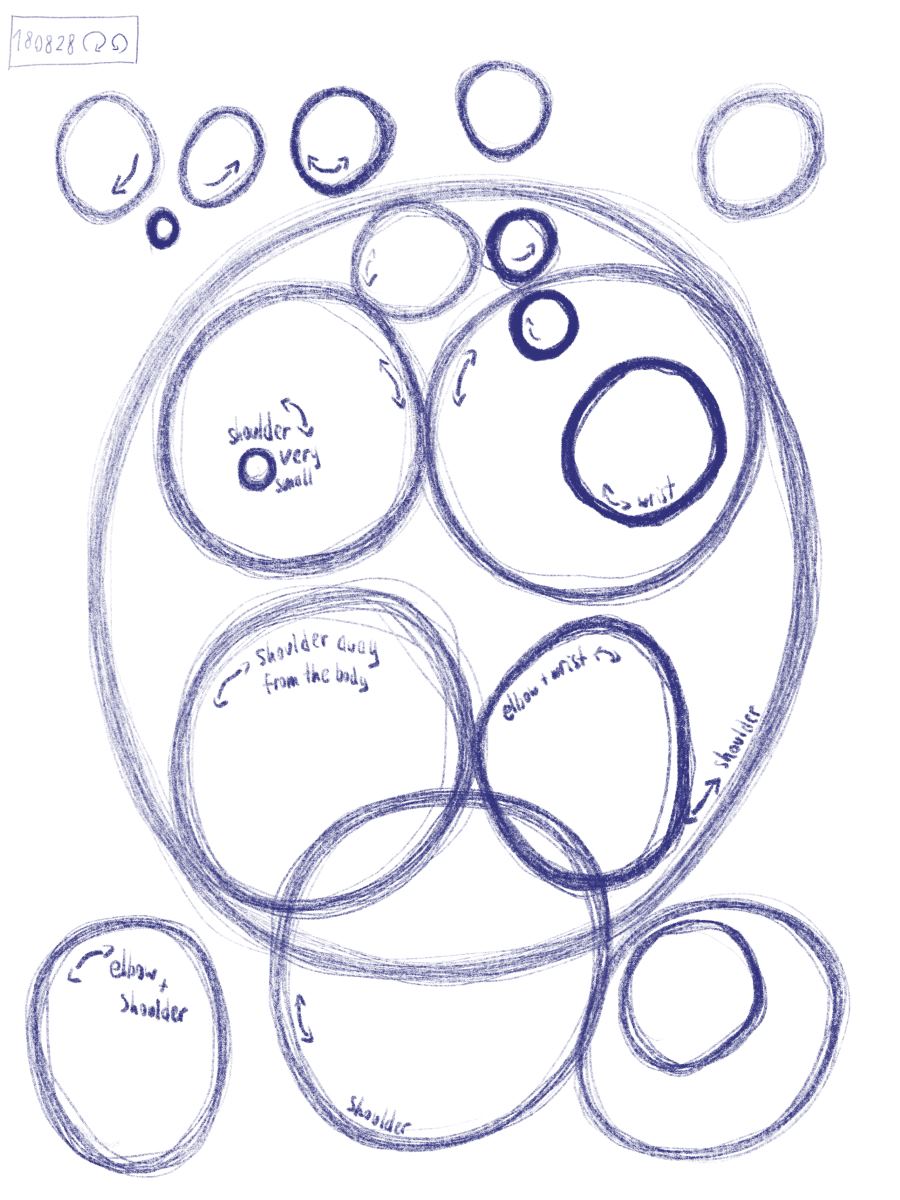 180828
shoulder
very
small
wrist
shoulder away
from the body
elbow + wrist
shoulder
elbow +
shoulder
shoulder